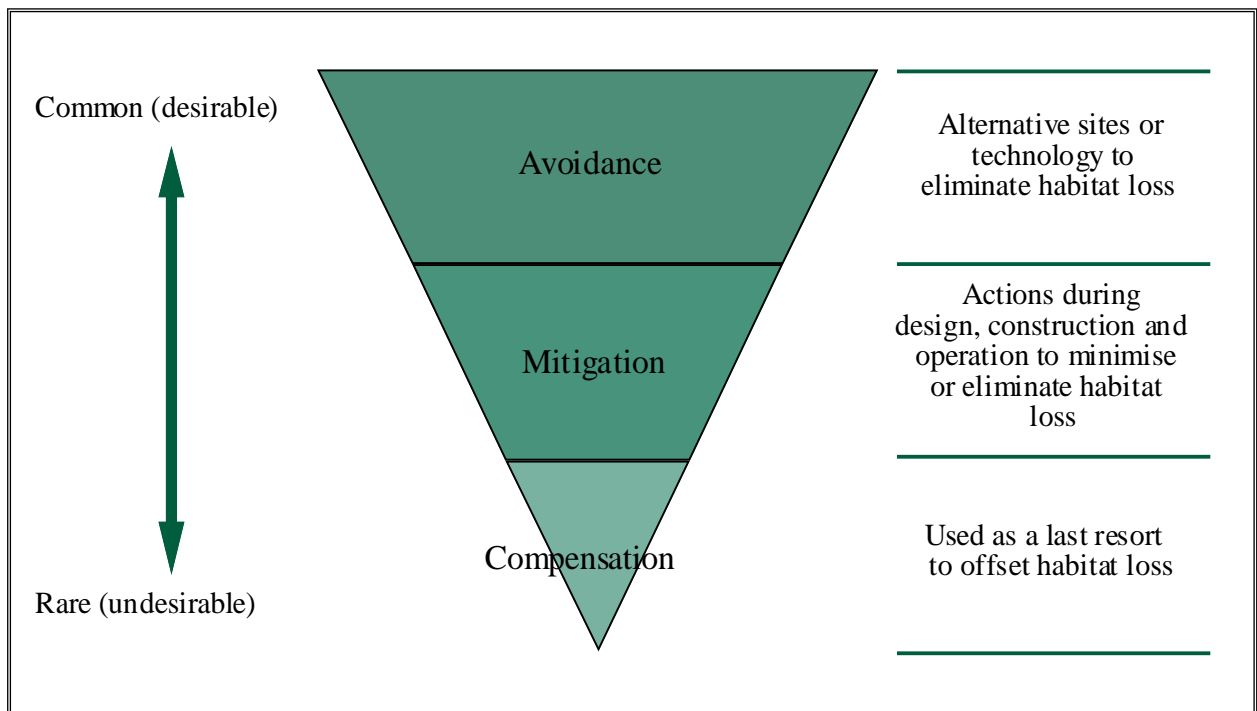 Common (desirable)
Rare (undesirable)
Avoidance
Mitigation
Compensation
Alternative sites or
technology to
eliminate habitat loss
Actions during
design, construction and
operation to minimise
or eliminate habitat
loss
Used as a last resort
to offset habitat loss